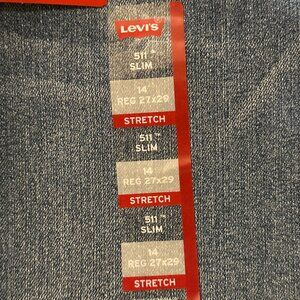 Levi's
511™
SLIM
14
REG 27x29
STRETCH
511™
SLIM
14
REG 27x29
STRETCH
511™
SLIM
14
REG 27x29
STRETCH